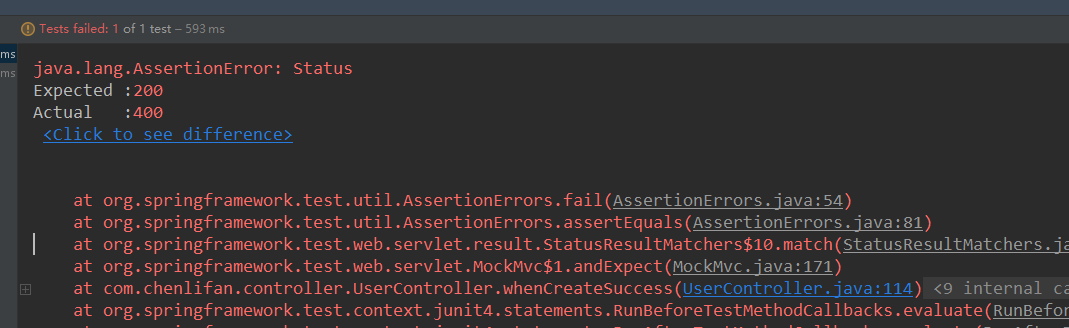 Tests failed: 1 of 1 test – 593 ms
ms
ms
java.lang.AssertionError: Status
Expected :200
Actual   :400
<Click to see difference>
at org.springframework.test.util.AssertionErrors.fail(AssertionErrors.java:54)
at org.springframework.test.util.AssertionErrors.assertEquals(AssertionErrors.java:81)
at org.springframework.test.web.servlet.result.StatusResultMatchers$10.match(StatusResultMatchers.ja
at org.springframework.test.web.servlet.MockMvc$1.andExpect(MockMvc.java:171)
at com.chenlifan.controller.UserController.whenCreateSuccess(UserController.java:114) <9 internal ca
at org.springframework.test.context.junit4.statements.RunBeforeTestMethodCallbacks.evaluate(RunBefor